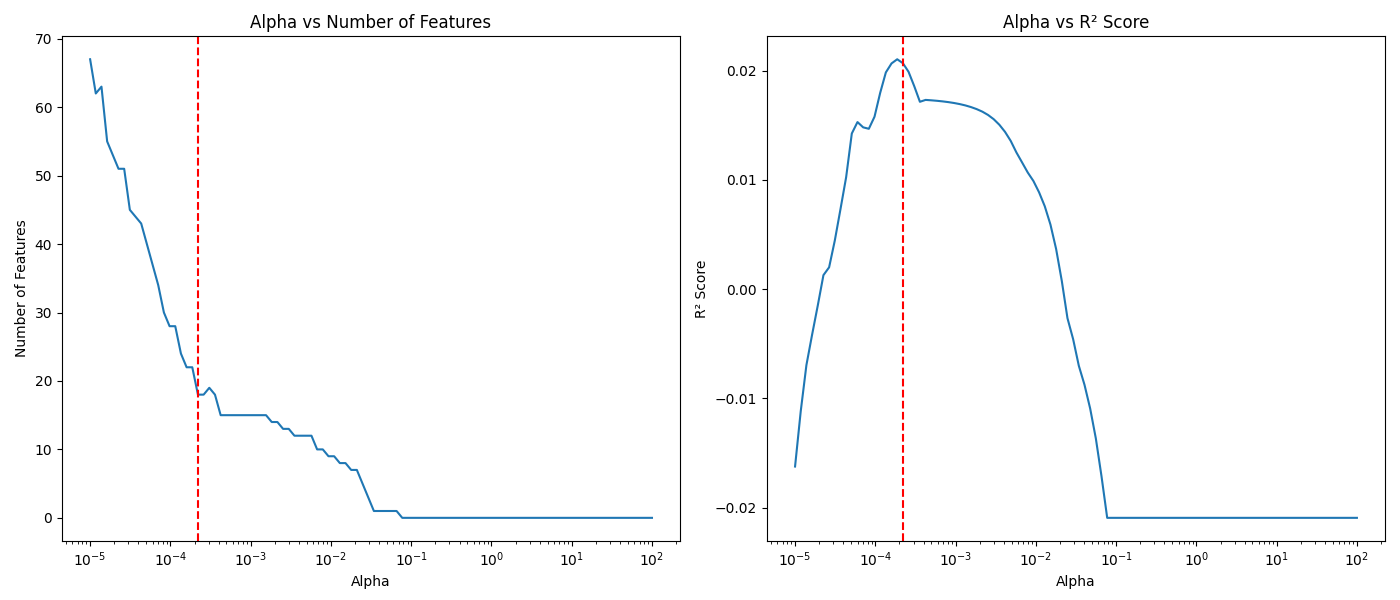 Alpha vs Number of Features
Number of Features
70
60
50
40
30
20
10
0
10⁻⁵ 10⁻⁴ 10⁻³ 10⁻² 10⁻¹ 10⁰ 10¹ 10²
Alpha
Alpha vs R² Score
R² Score
0.02
0.01
0.00
−0.01
−0.02
10⁻⁵ 10⁻⁴ 10⁻³ 10⁻² 10⁻¹ 10⁰ 10¹ 10²
Alpha